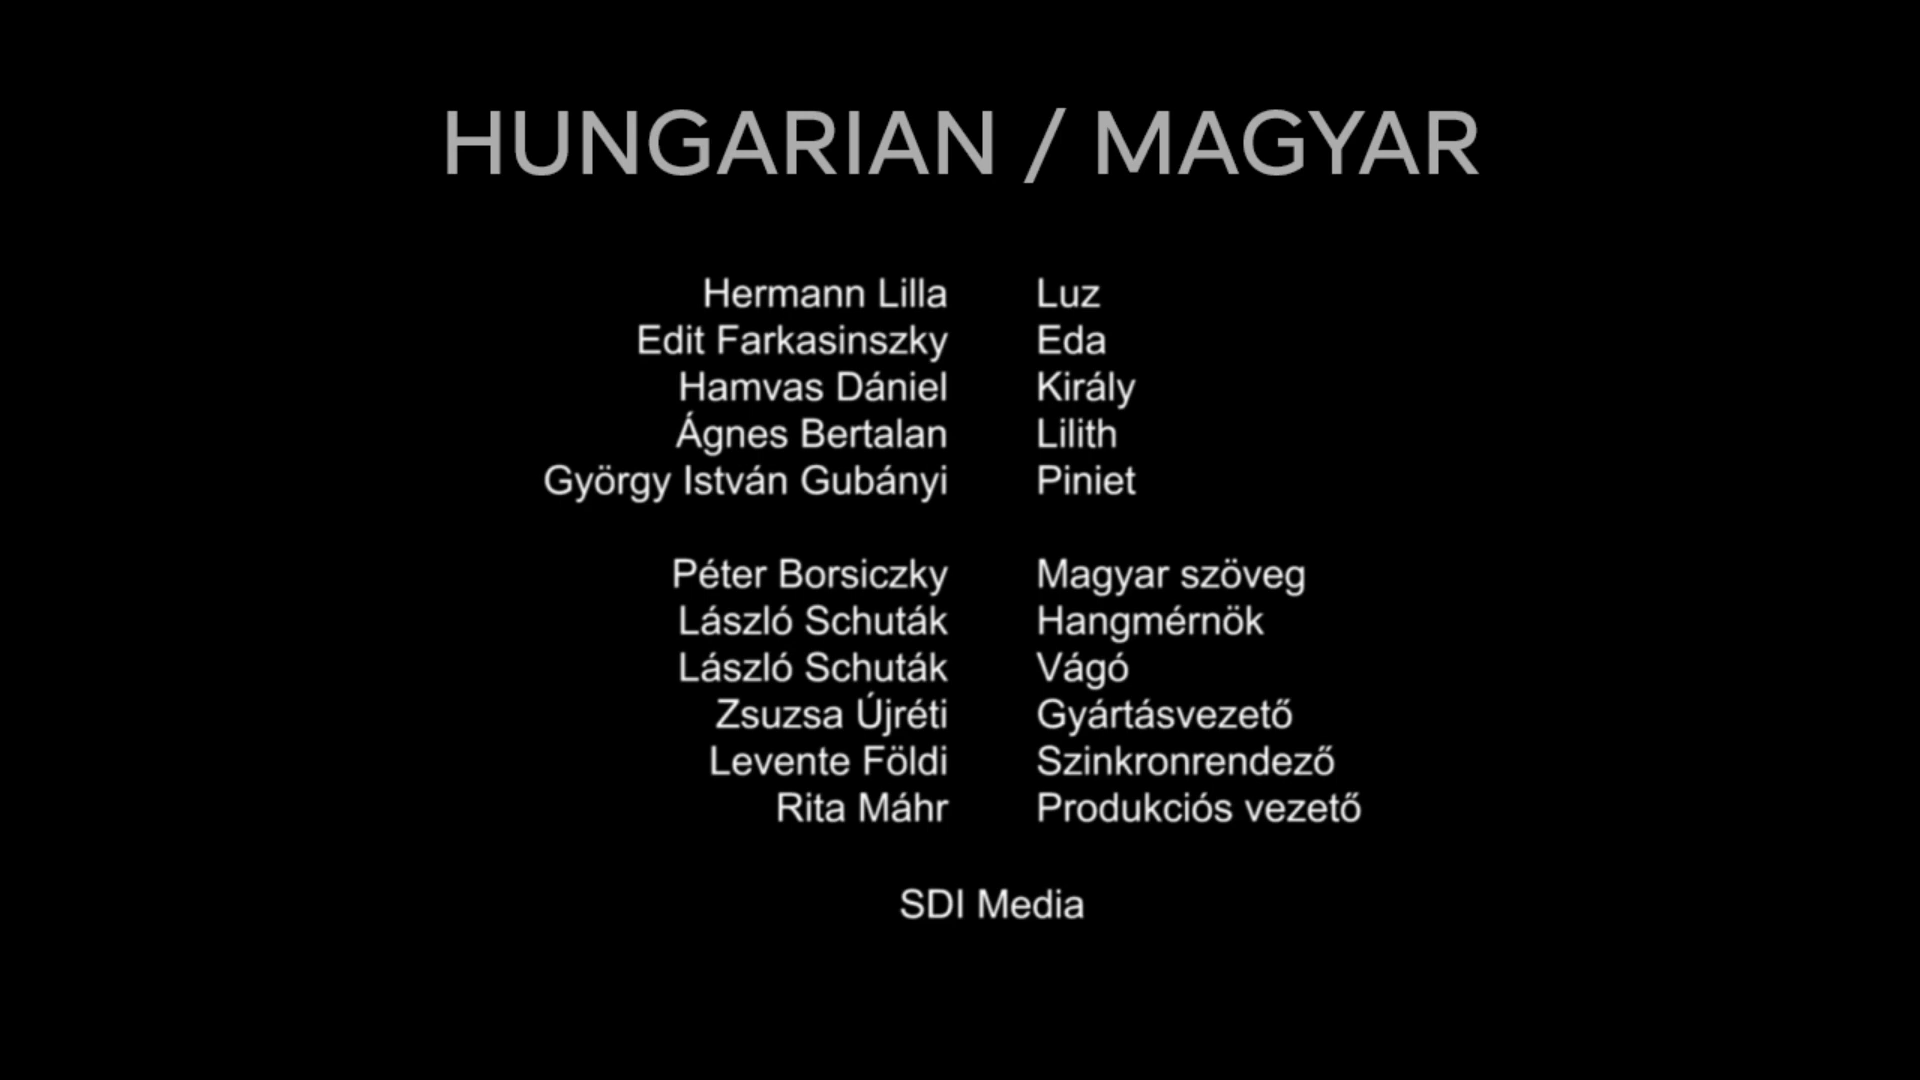 HUNGARIAN / MAGYAR
Hermann Lilla Luz
Edit Farkasinszky Eda
Hamvas Dániel Király
Ágnes Bertalan Lilith
György István Gubányi Piniet
Péter Borsiczky Magyar szöveg
László Schuták Hangmérnök
László Schuták Vágó
Zsuzsa Újréti Gyártásvezető
Levente Földi Szinkronrendező
Rita Máhr Produkciós vezető
SDI Media